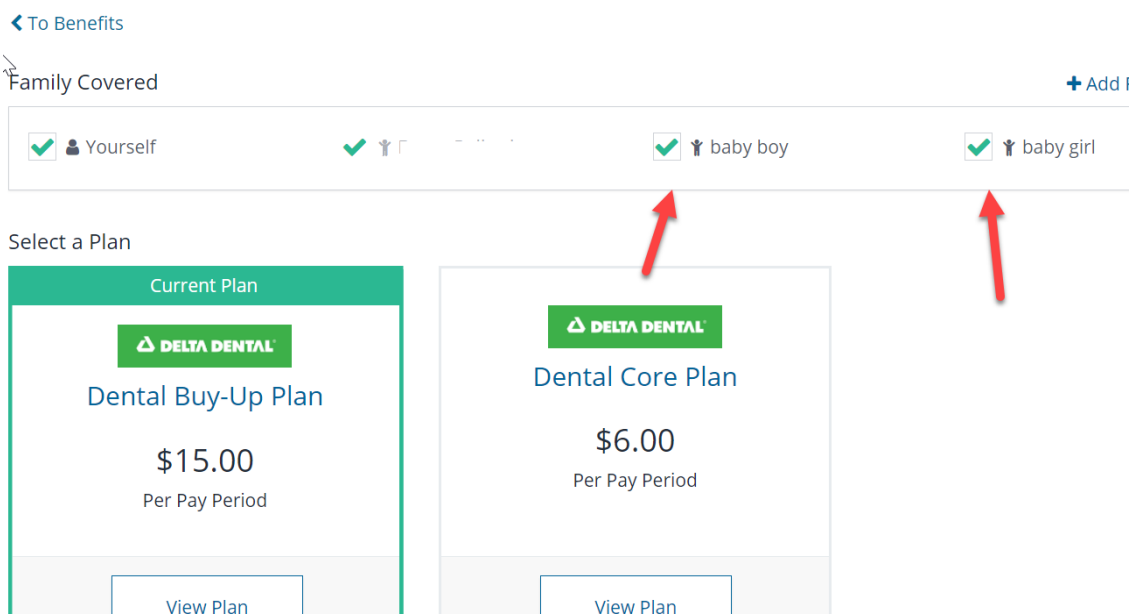 To Benefits
Family Covered
Add
Yourself
baby boy
baby girl
Select a Plan
Current Plan
DELTA DENTAL
Dental Buy-Up Plan
$15.00
Per Pay Period
View Plan
DELTA DENTAL
Dental Core Plan
$6.00
Per Pay Period
View Plan